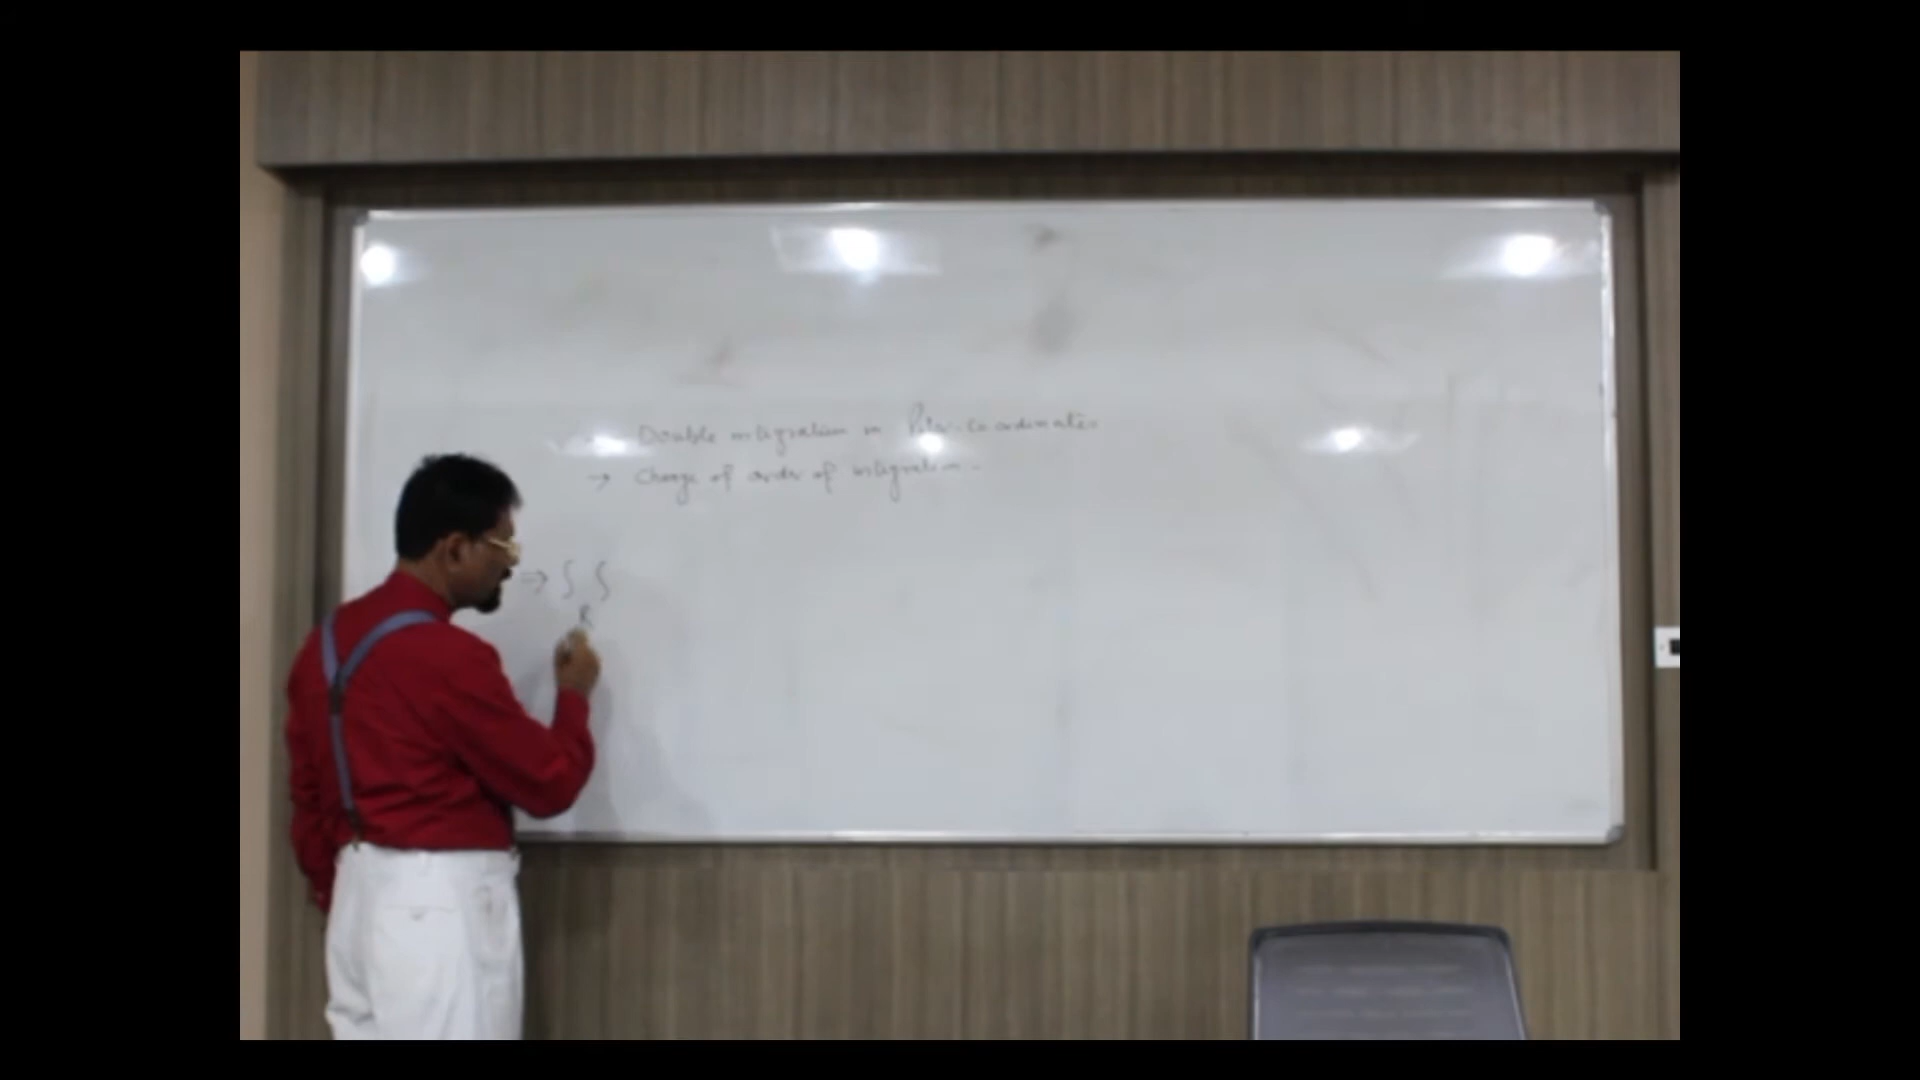 Double integration in Polar Co-ordinates
→ Change of order of integration.
⇒ ∫ ∫
R